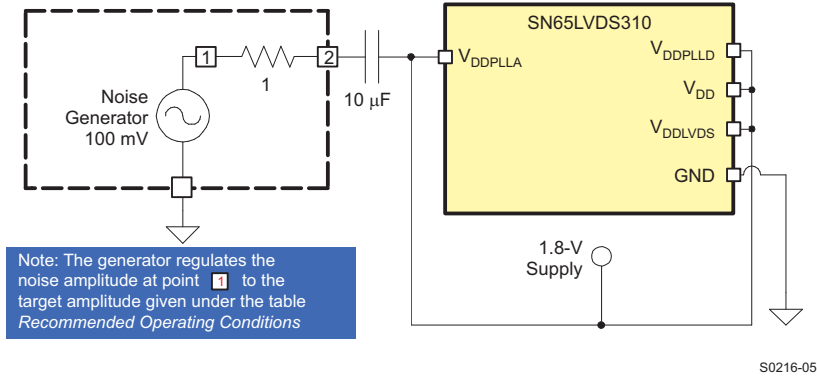 SN65LVDS310
1
2
V_DDPLLA
V_DDPLLD
1
Noise
Generator
100 mV
10 μF
V_DD
V_DDLVDS
GND
Note: The generator regulates the
noise amplitude at point 1 to the
target amplitude given under the table
Recommended Operating Conditions
1.8-V
Supply
S0216-05